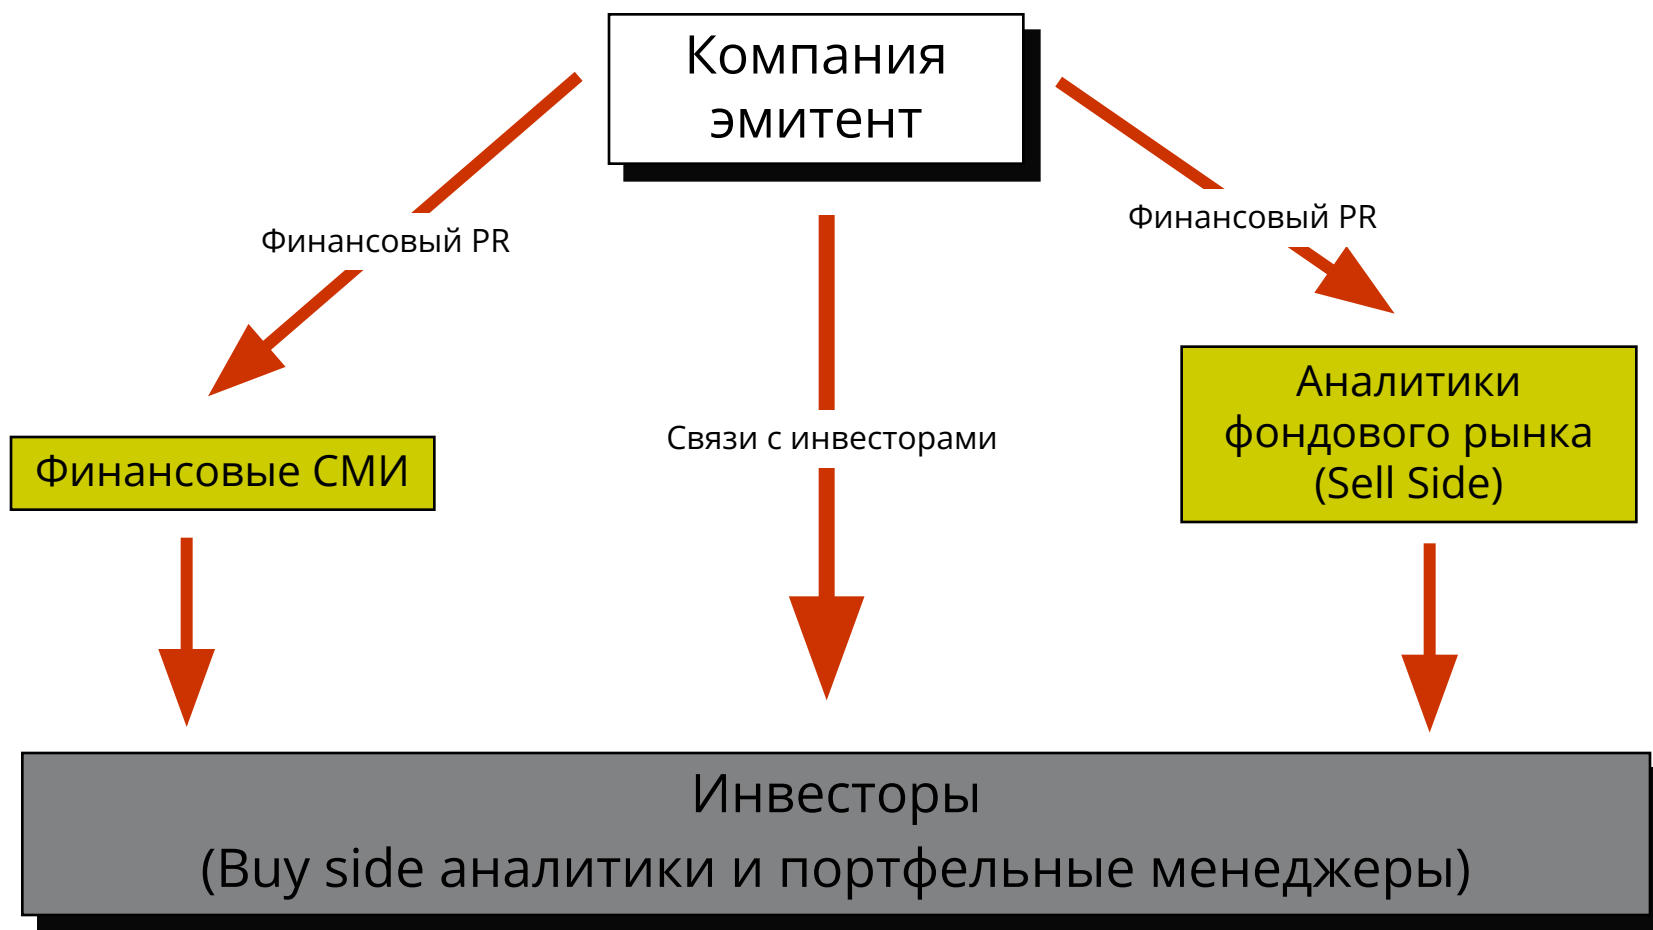 Компания
эмитент
Финансовый PR
Финансовый PR
Связи с инвесторами
Финансовые СМИ
Аналитики
фондового рынка
(Sell Side)
Инвесторы
(Buy side аналитики и портфельные менеджеры)